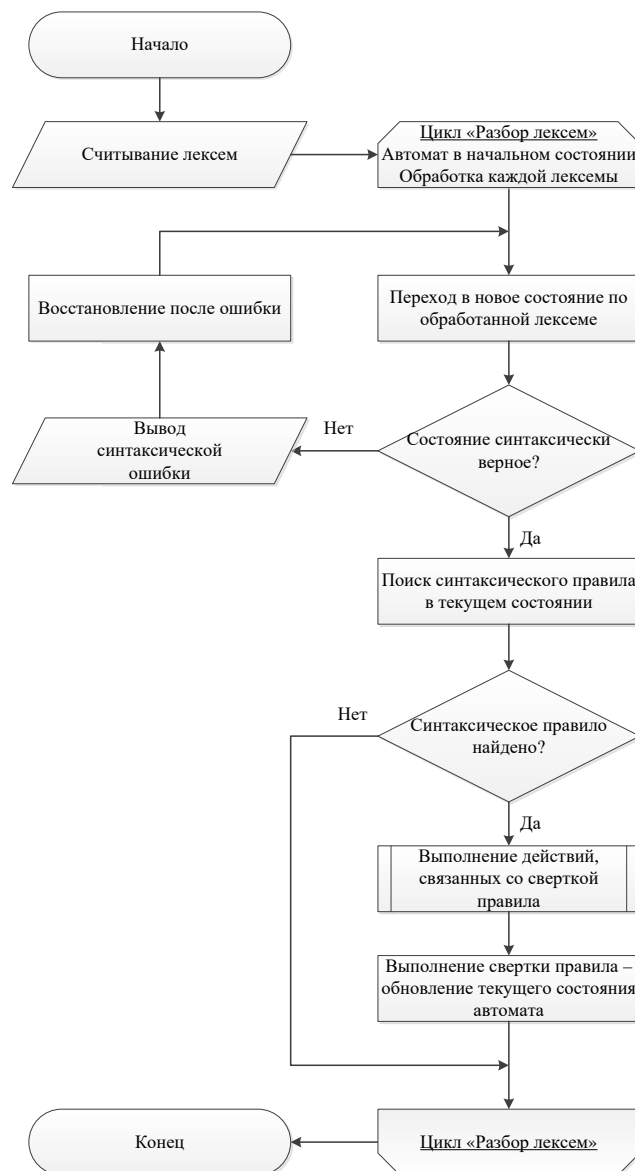 Начало
Считывание лексем
Цикл «Разбор лексем»
Автомат в начальном состоянии
Обработка каждой лексемы
Восстановление после ошибки
Переход в новое состояние по
обработанной лексеме
Вывод
синтаксической
ошибки
Нет
Состояние синтаксически
верное?
Да
Поиск синтаксического правила
в текущем состоянии
Нет
Синтаксическое правило
найдено?
Да
Выполнение действий,
связанных со сверткой
правила
Выполнение свертки правила –
обновление текущего состояния
автомата
Конец
Цикл «Разбор лексем»